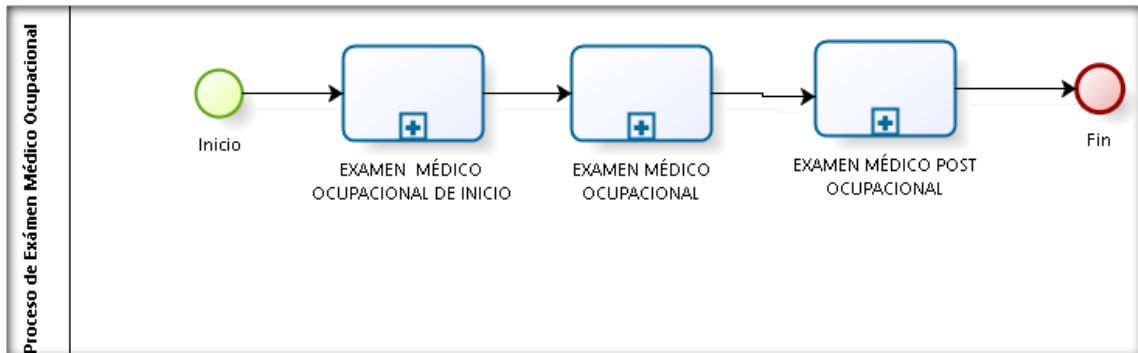 Proceso de Exámen Médico Ocupacional
Inicio
EXAMEN MÉDICO
OCUPACIONAL DE INICIO
EXAMEN MÉDICO
OCUPACIONAL
EXAMEN MÉDICO POST
OCUPACIONAL
Fin